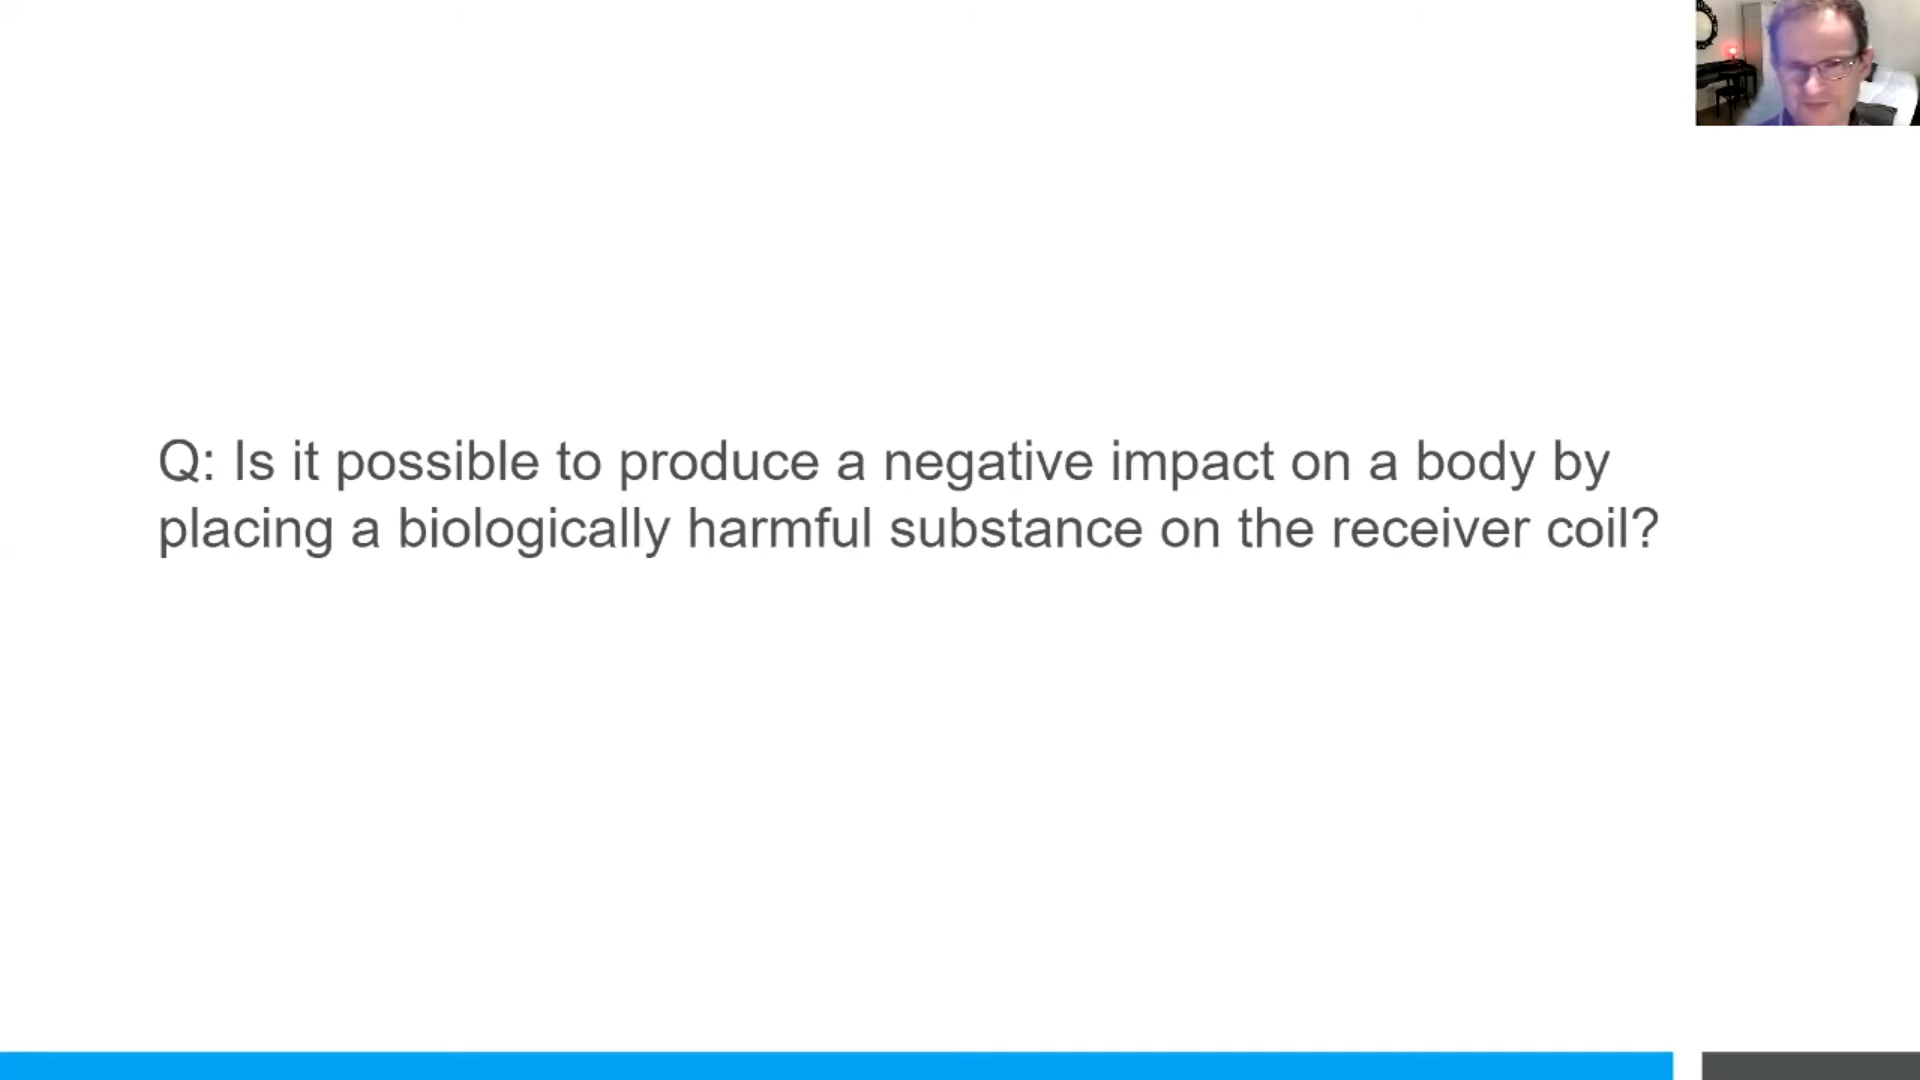 Q: Is it possible to produce a negative impact on a body by
placing a biologically harmful substance on the receiver coil?